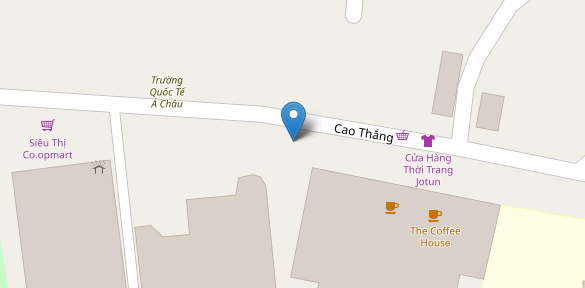 Trường
Quốc Tế
Á Châu
Cao Thắng
Siêu Thị
Co.opmart
Cửa Hàng
Thời Trang
Jotun
The Coffee
House